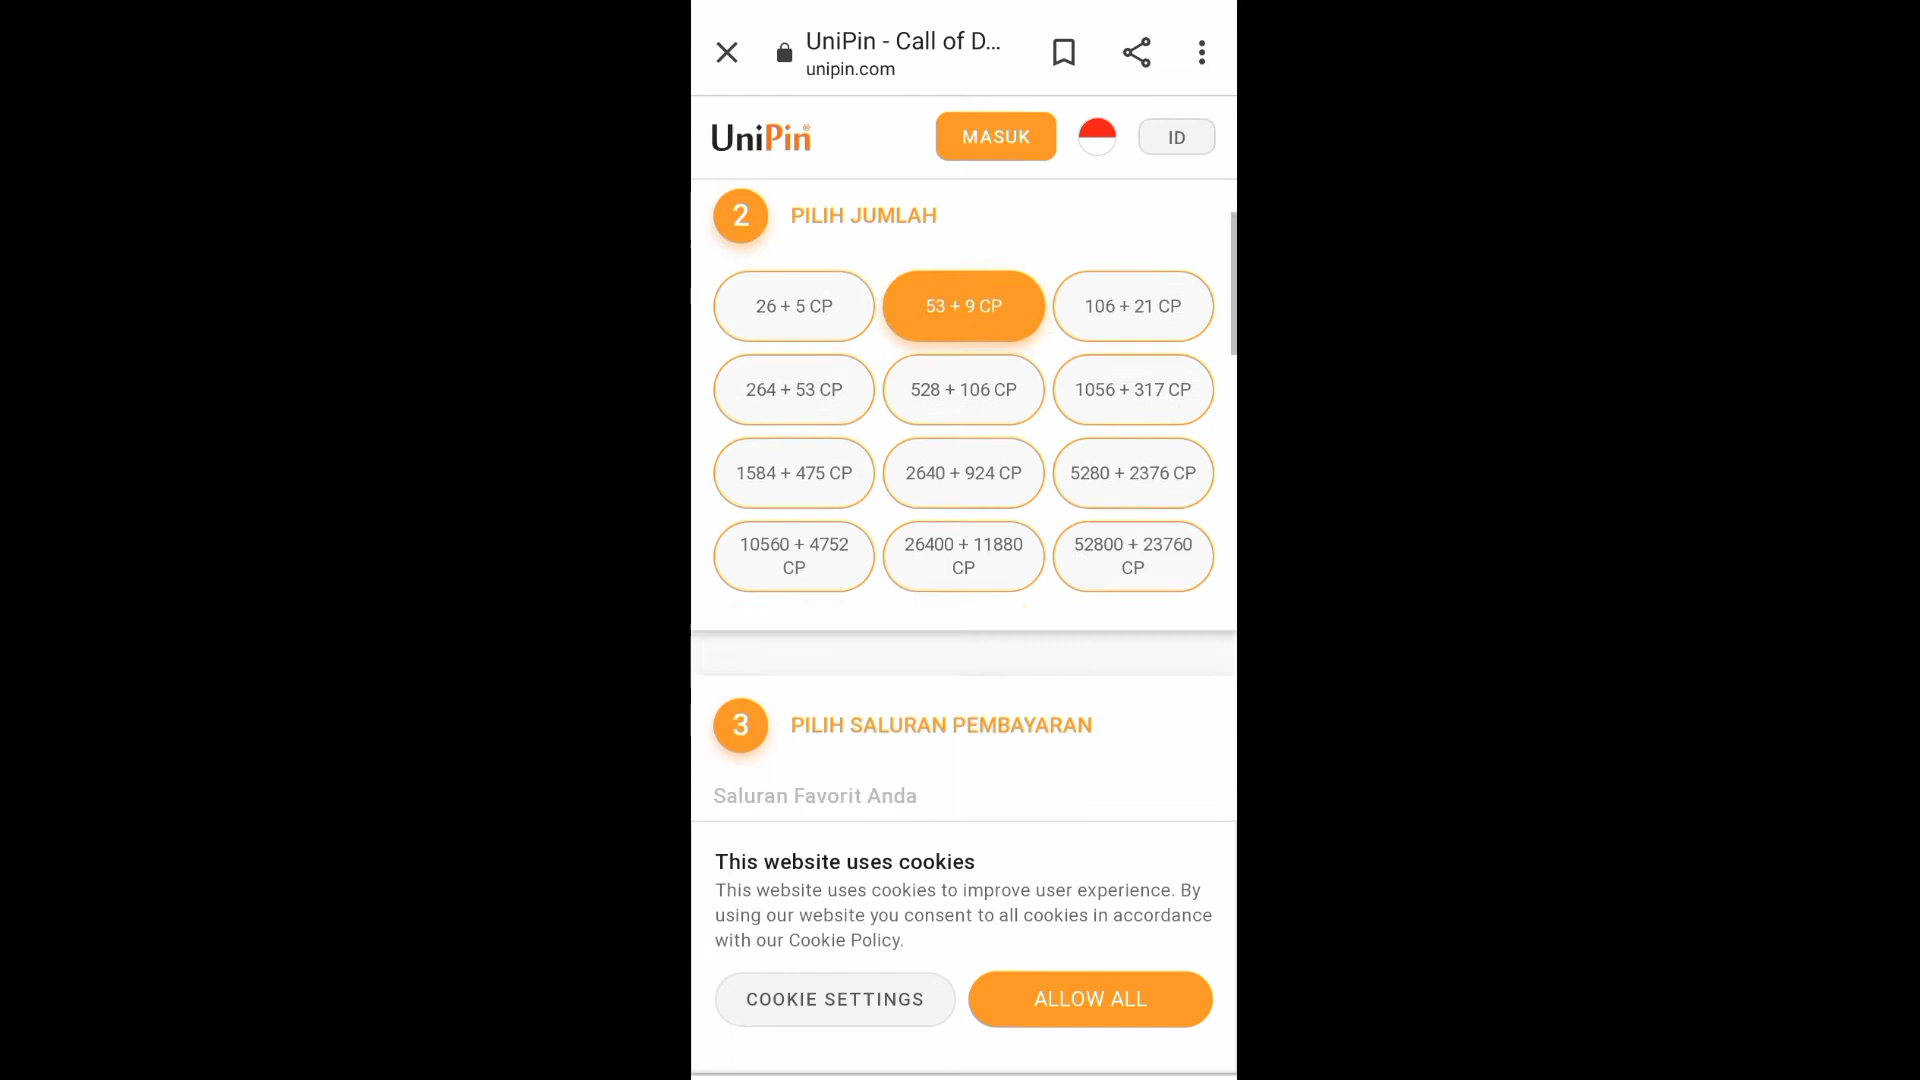 UniPin - Call of D...
unipin.com
UniPin®
MASUK
ID
2
PILIH JUMLAH
26 + 5 CP
53 + 9 CP
106 + 21 CP
264 + 53 CP
528 + 106 CP
1056 + 317 CP
1584 + 475 CP
2640 + 924 CP
5280 + 2376 CP
10560 + 4752
CP
26400 + 11880
CP
52800 + 23760
CP
3
PILIH SALURAN PEMBAYARAN
Saluran Favorit Anda
This website uses cookies
This website uses cookies to improve user experience. By
using our website you consent to all cookies in accordance
with our Cookie Policy.
COOKIE SETTINGS
ALLOW ALL